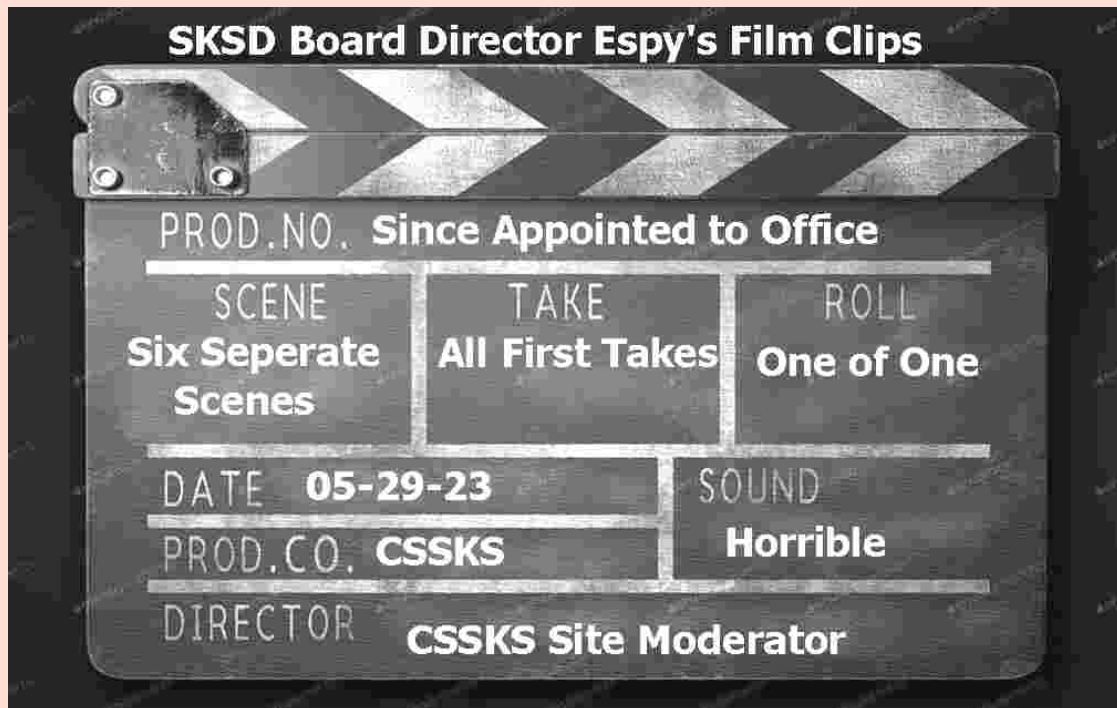 SKSD Board Director Espy's Film Clips
PROD.NO. Since Appointed to Office
SCENE
Six Seperate
Scenes
TAKE
All First Takes
ROLL
One of One
DATE 05-29-23
SOUND
Horrible
PROD.CO. CSSKS
DIRECTOR CSSKS Site Moderator